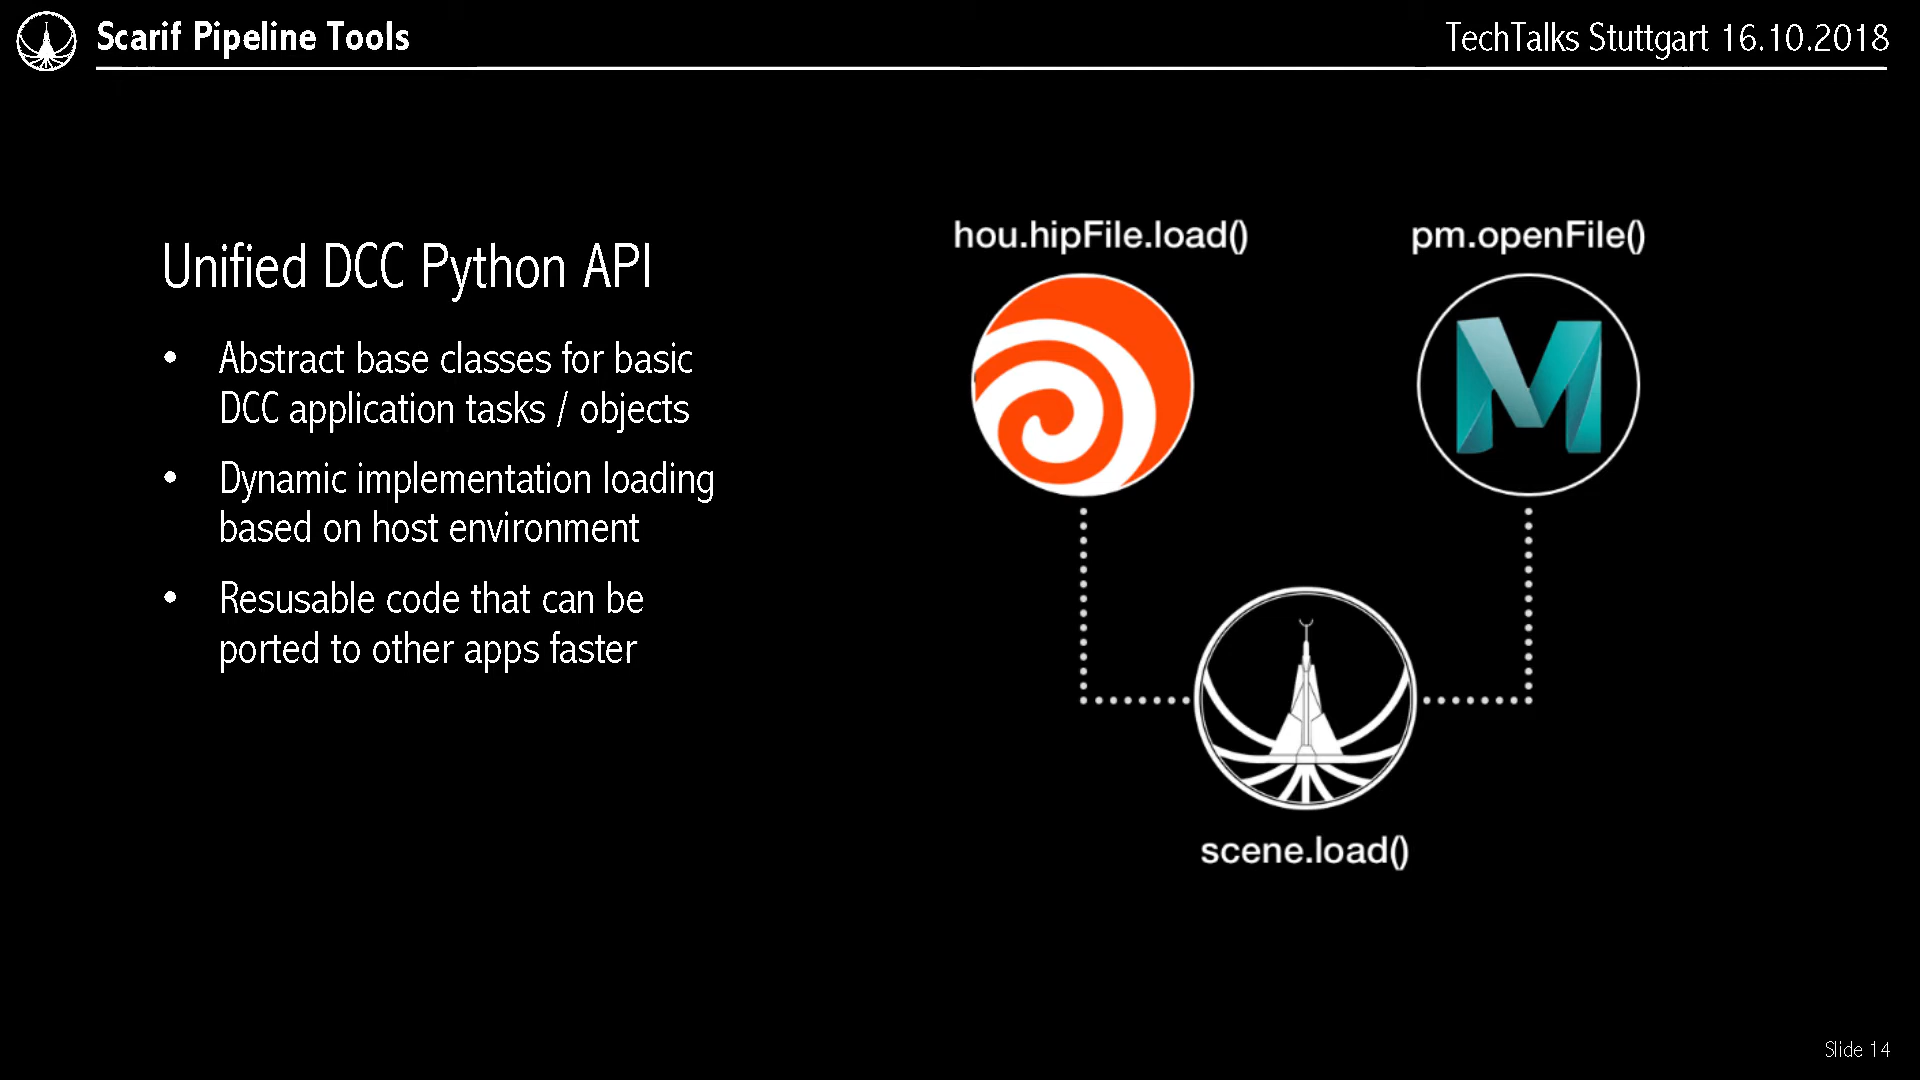 Scarif Pipeline Tools
TechTalks Stuttgart 16.10.2018
Unified DCC Python API
• Abstract base classes for basic
DCC application tasks / objects
• Dynamic implementation loading
based on host environment
• Resusable code that can be
ported to other apps faster
hou.hipFile.load()
pm.openFile()
scene.load()
Slide 14